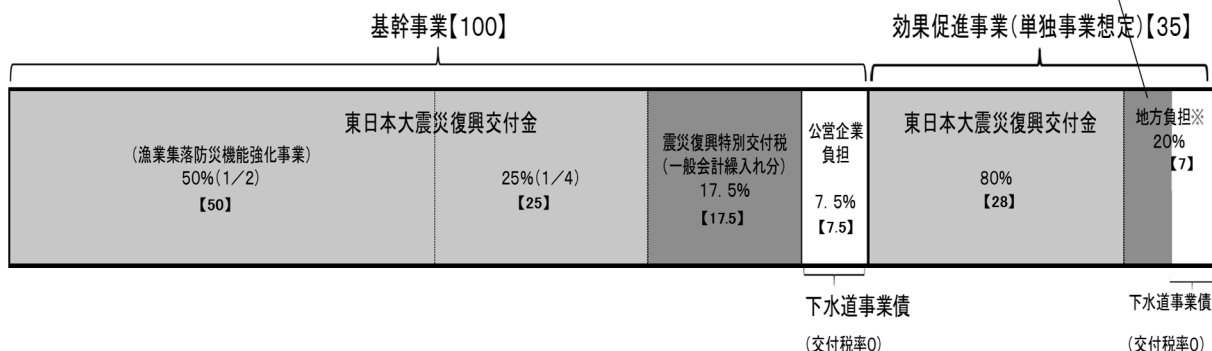 基幹事業【100】
効果促進事業(単独事業想定)【35】
東日本大震災復興交付金
(漁業集落防災機能強化事業)
50%(1／2)
【50】
25%(1／4)
【25】
震災復興特別交付税
(一般会計繰入れ分)
17.5%
【17.5】
公営企業
負担
7.5%
【7.5】
東日本大震災復興交付金
80%
【28】
地方負担※
20%
【7】
下水道事業債
(交付税率0)
下水道事業債
(交付税率0)